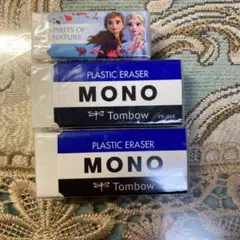 SPIRITS OF
NATURE
PLASTIC ERASER
MONO
Tombow
PLASTIC ERASER
MONO
Tombow